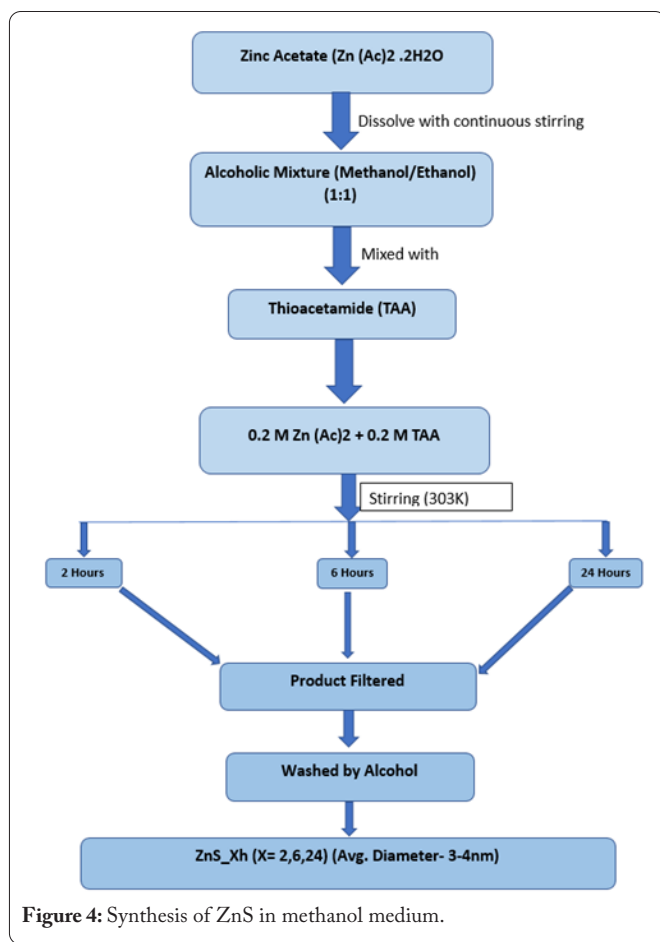 Zinc Acetate (Zn (Ac)2 .2H2O
Dissolve with continuous stirring
Alcoholic Mixture (Methanol/Ethanol)
(1:1)
Mixed with
Thioacetamide (TAA)
0.2 M Zn (Ac)2 + 0.2 M TAA
Stirring (303K)
2 Hours
6 Hours
24 Hours
Product Filtered
Washed by Alcohol
ZnS_Xh (X= 2,6,24) (Avg. Diameter- 3-4nm)
Figure 4: Synthesis of ZnS in methanol medium.